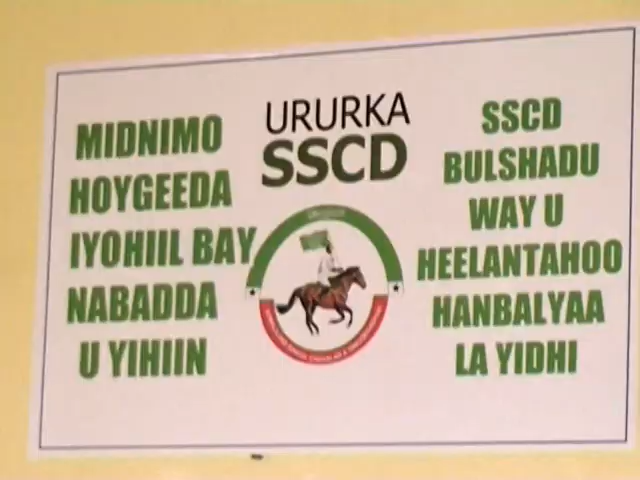 URURKA
SSCD
MIDNIMO
HOYGEEDA
IYOHIIL BAY
NABADDA
U YIHIIN
SSCD
BULSHADU
WAY U
HEELANTAHOO
HANBALYAA
LA YIDHI